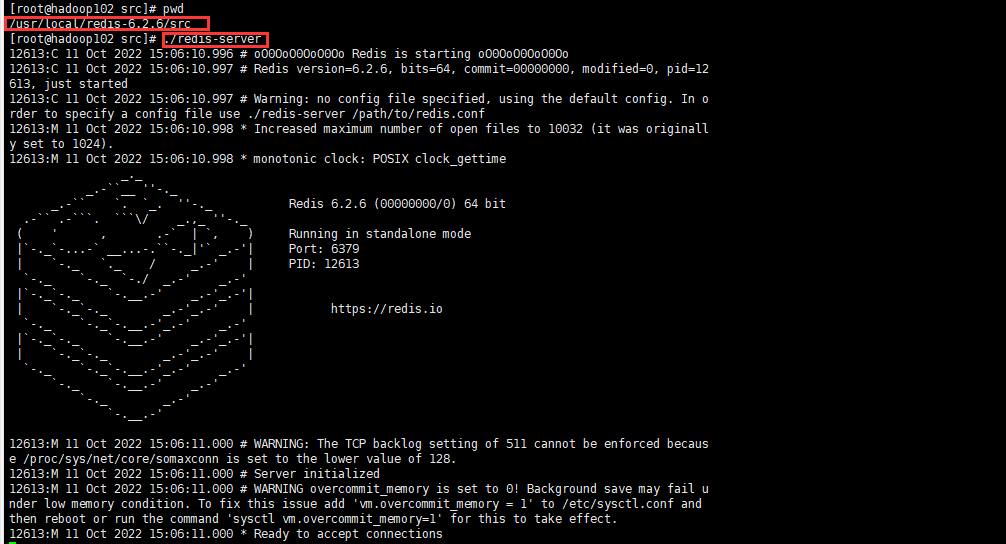 [root@hadoop102 src]# pwd
/usr/local/redis-6.2.6/src
[root@hadoop102 src]# ./redis-server
12613:C 11 Oct 2022 15:06:10.996 # oO0OoO0OoO0Oo Redis is starting oO0OoO0OoO0Oo
12613:C 11 Oct 2022 15:06:10.997 # Redis version=6.2.6, bits=64, commit=00000000, modified=0, pid=12
613, just started
12613:C 11 Oct 2022 15:06:10.997 # Warning: no config file specified, using the default config. In o
rder to specify a config file use ./redis-server /path/to/redis.conf
12613:M 11 Oct 2022 15:06:10.998 * Increased maximum number of open files to 10032 (it was originall
y set to 1024).
12613:M 11 Oct 2022 15:06:10.998 * monotonic clock: POSIX clock_gettime
Redis 6.2.6 (00000000/0) 64 bit
Running in standalone mode
Port: 6379
PID: 12613
https://redis.io
12613:M 11 Oct 2022 15:06:11.000 # WARNING: The TCP backlog setting of 511 cannot be enforced becaus
e /proc/sys/net/core/somaxconn is set to the lower value of 128.
12613:M 11 Oct 2022 15:06:11.000 # Server initialized
12613:M 11 Oct 2022 15:06:11.000 # WARNING overcommit_memory is set to 0! Background save may fail u
nder low memory condition. To fix this issue add 'vm.overcommit_memory = 1' to /etc/sysctl.conf and
then reboot or run the command 'sysctl vm.overcommit_memory=1' for this to take effect.
12613:M 11 Oct 2022 15:06:11.000 * Ready to accept connections